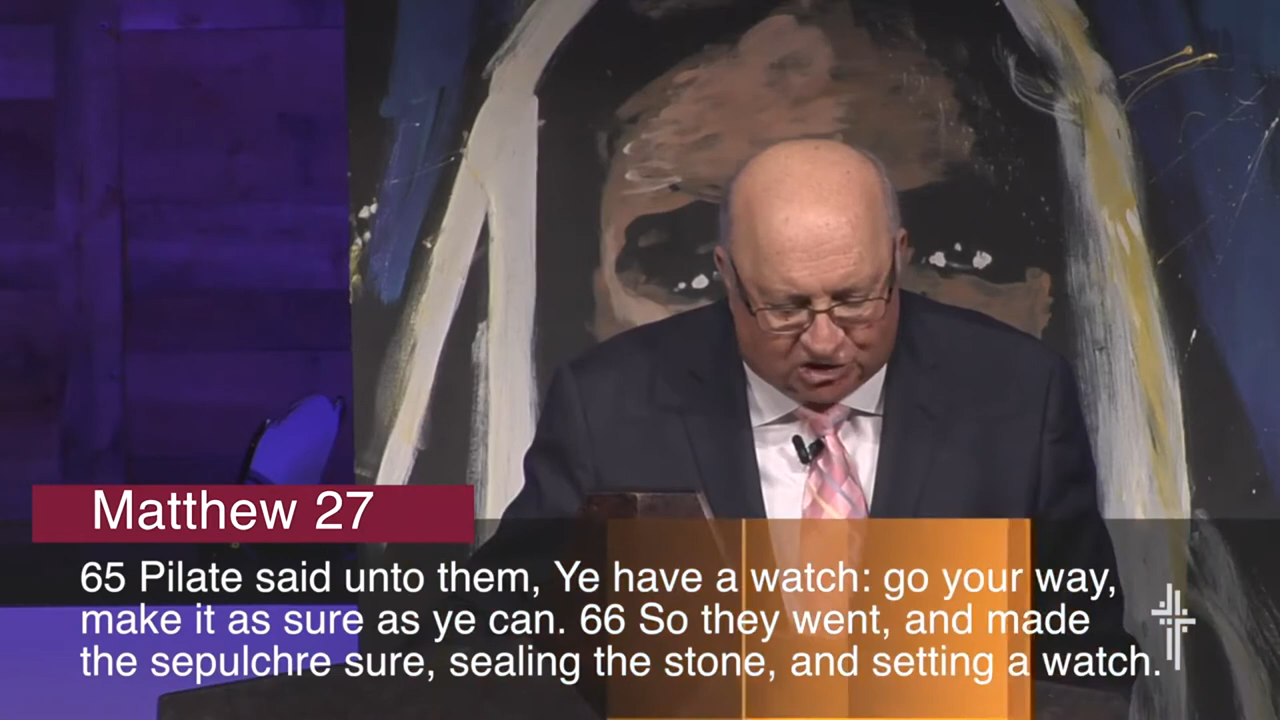 Matthew 27
65 Pilate said unto them, Ye have a watch: go your way,
make it as sure as ye can. 66 So they went, and made
the sepulchre sure, sealing the stone, and setting a watch.